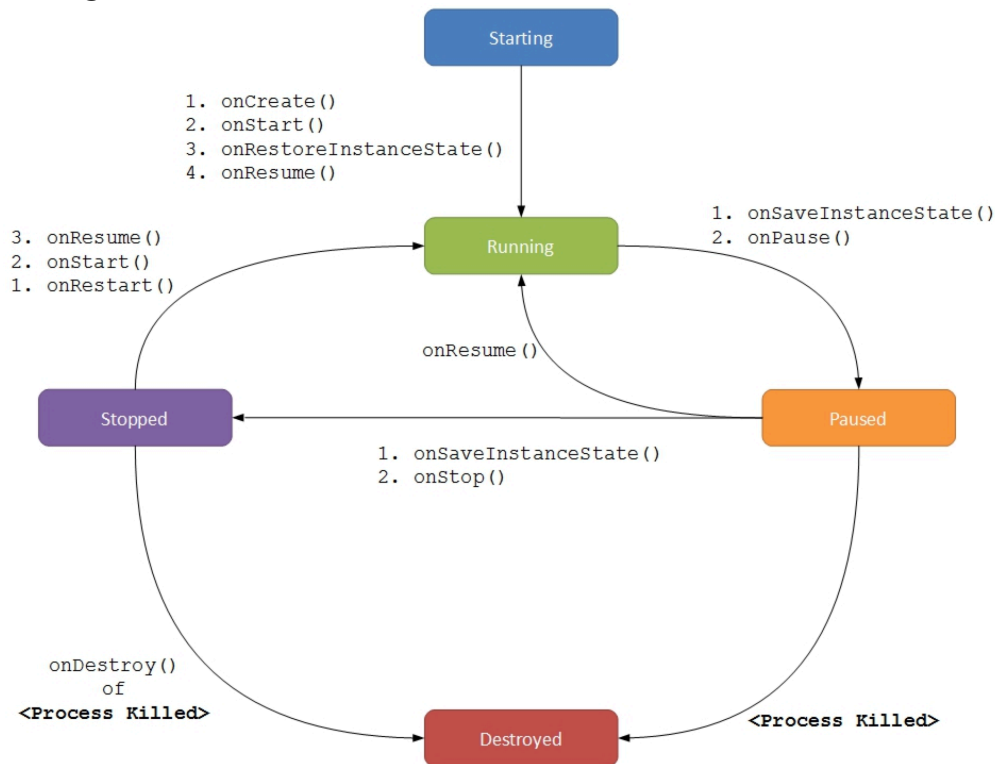 Starting
1. onCreate()
2. onStart()
3. onRestoreInstanceState()
4. onResume()
3. onResume()
2. onStart()
1. onRestart()
Running
1. onSaveInstanceState()
2. onPause()
onResume()
Stopped
Paused
1. onSaveInstanceState()
2. onStop()
onDestroy()
of
<Process Killed>
<Process Killed>
Destroyed